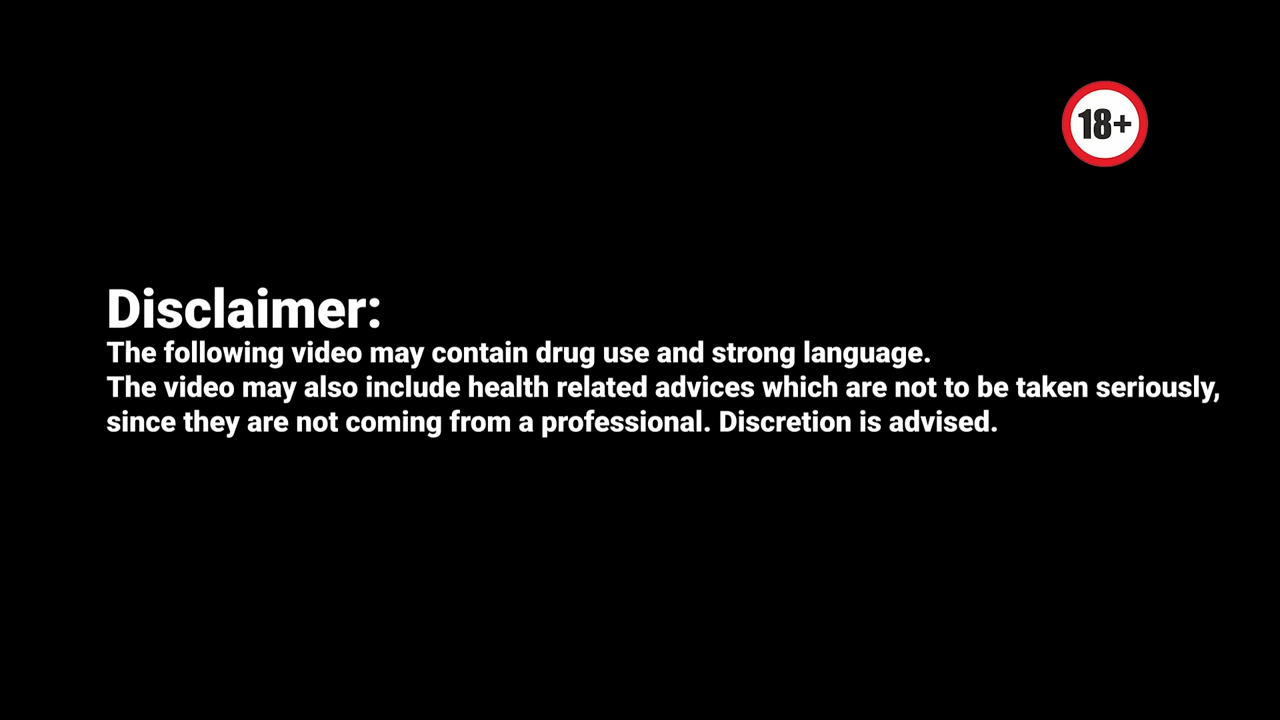 18+
Disclaimer:
The following video may contain drug use and strong language.
The video may also include health related advices which are not to be taken seriously,
since they are not coming from a professional. Discretion is advised.